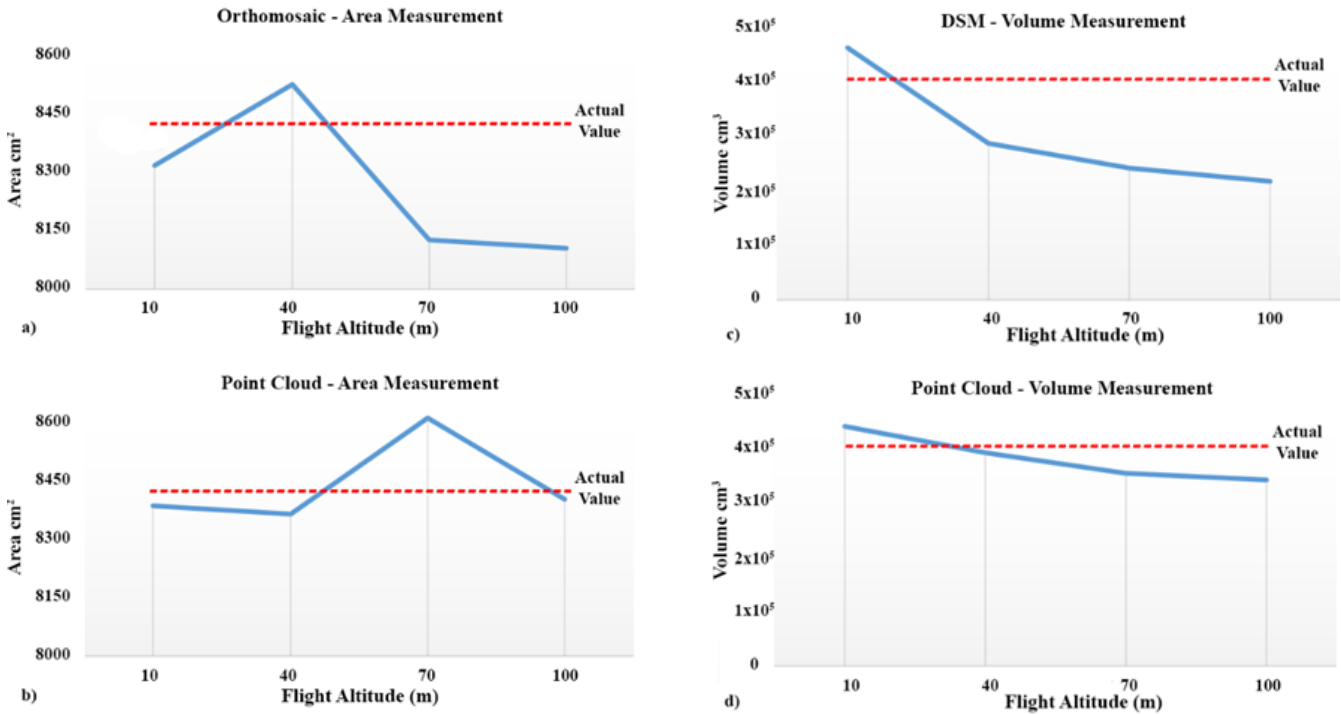 Orthomosaic - Area Measurement
8600
8450
8300
8150
8000
Area cm²
Actual
Value
10 40 70 100
Flight Altitude (m)
a)
Point Cloud - Area Measurement
8600
8450
8300
8150
8000
Area cm²
Actual
Value
10 40 70 100
Flight Altitude (m)
b)
DSM - Volume Measurement
5x10⁵
4x10⁵
3x10⁵
2x10⁵
1x10⁵
0
Volume cm³
Actual
Value
10 40 70 100
Flight Altitude (m)
c)
Point Cloud - Volume Measurement
5x10⁵
4x10⁵
3x10⁵
2x10⁵
1x10⁵
0
Volume cm³
Actual
Value
10 40 70 100
Flight Altitude (m)
d)